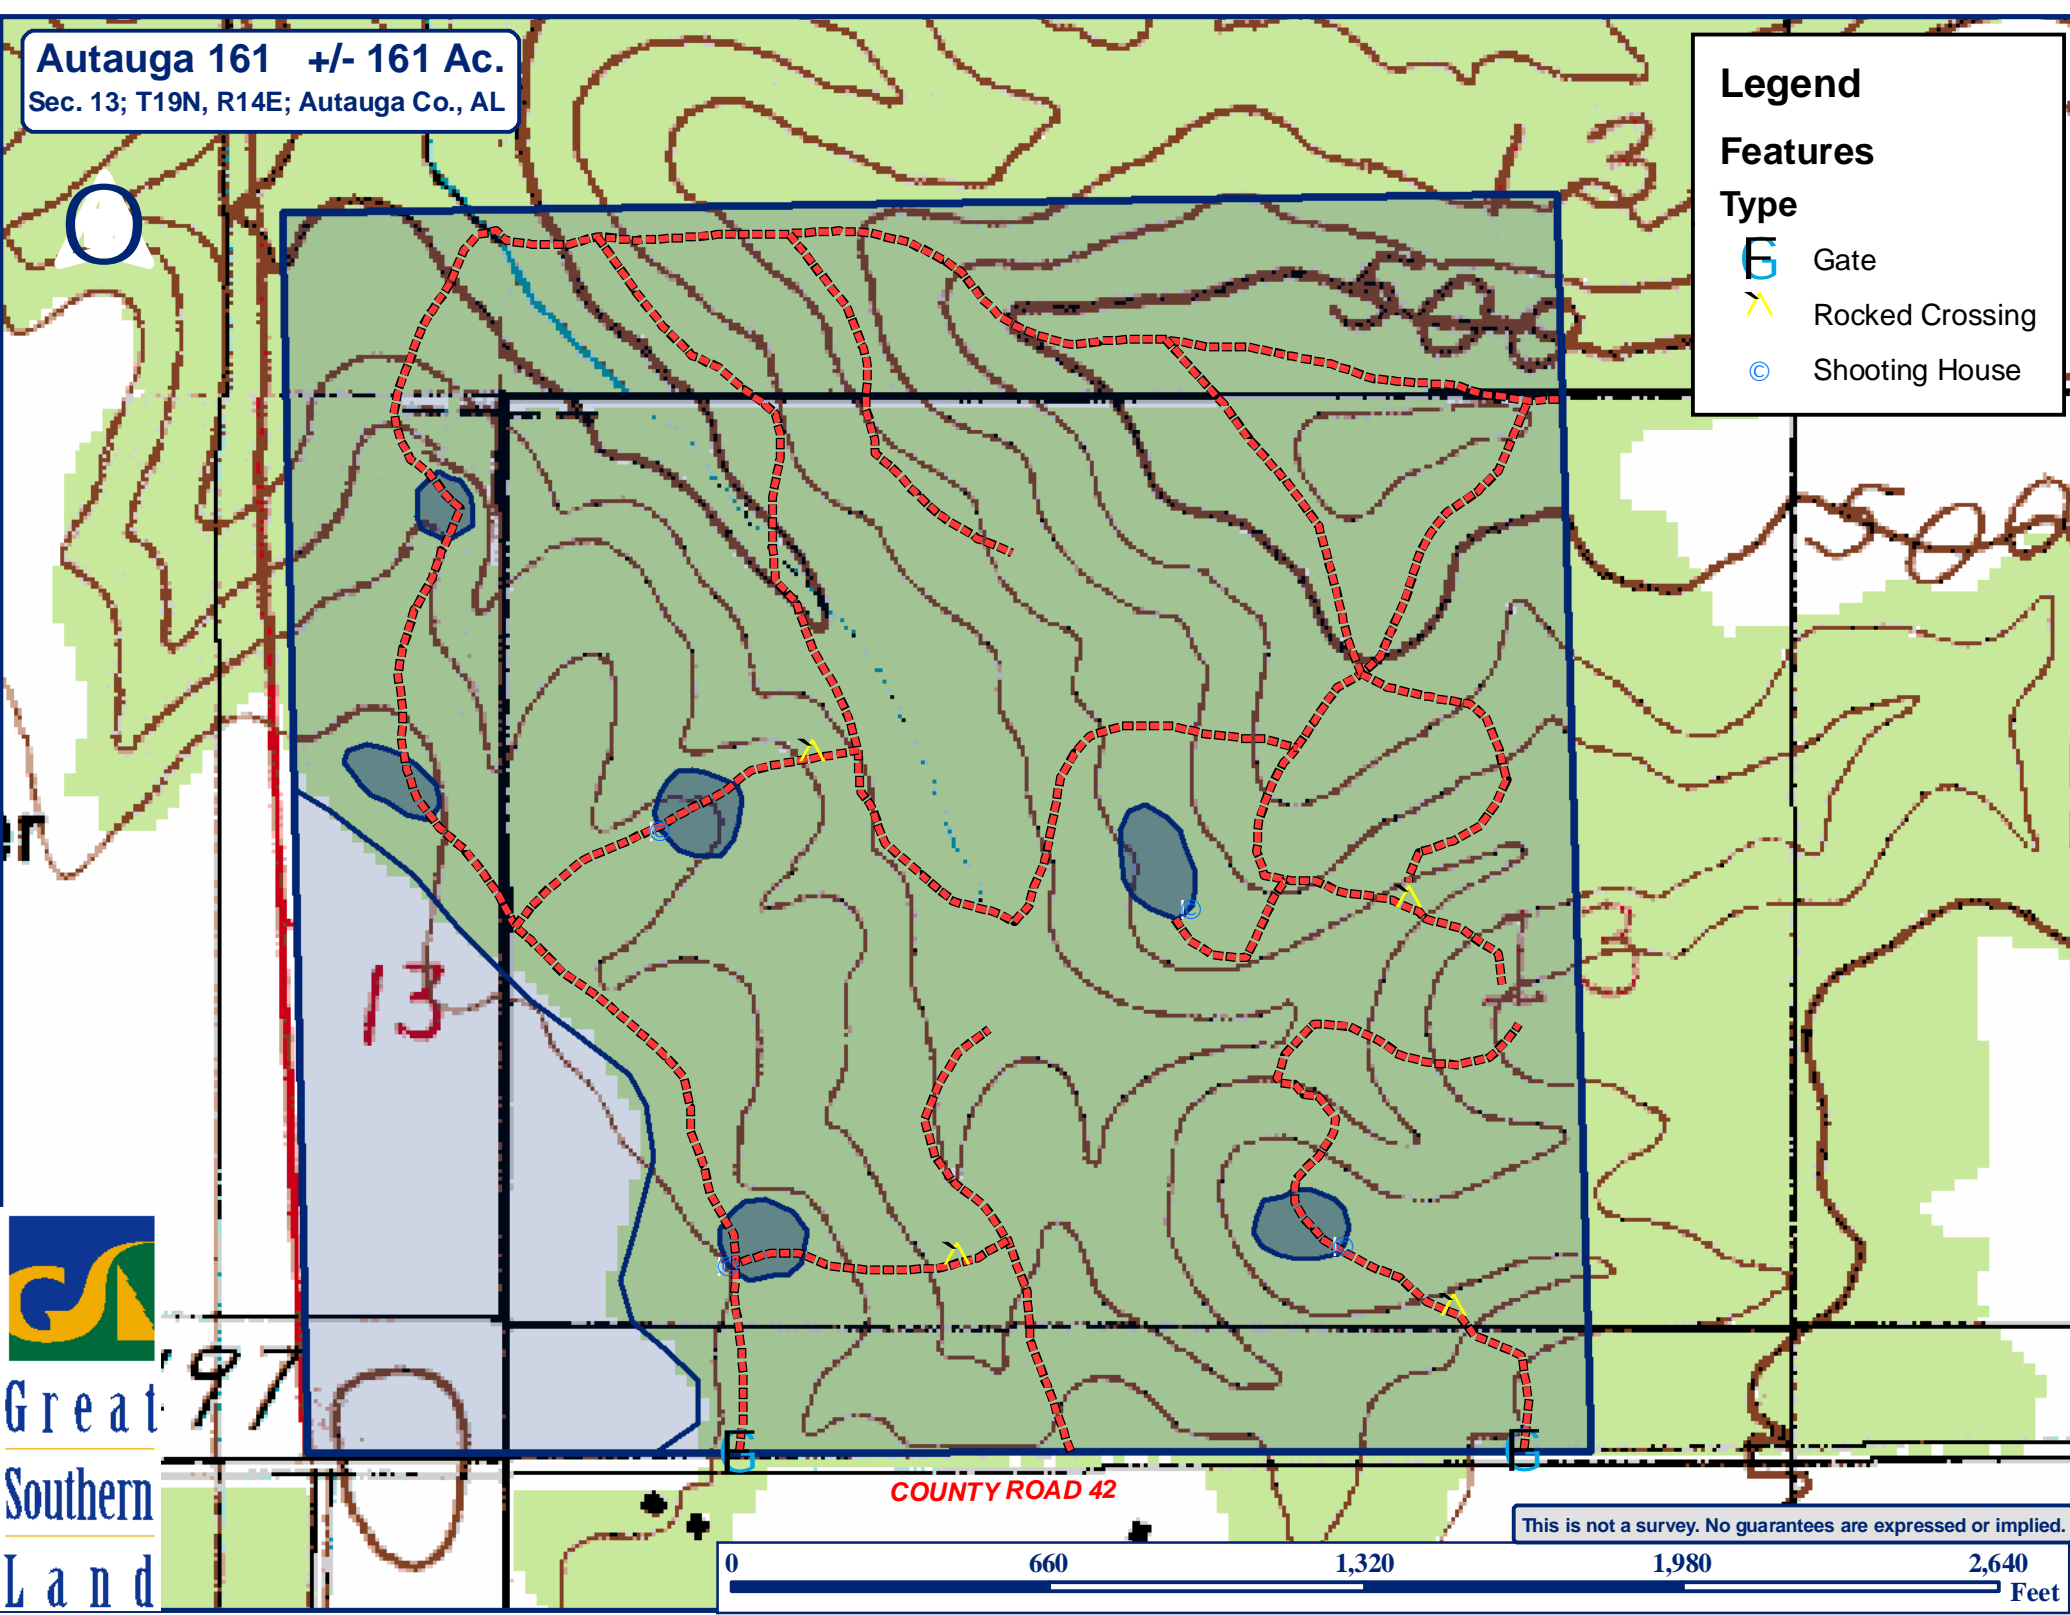 Autauga 161 +/- 161 Ac.
Sec. 13; T19N, R14E; Autauga Co., AL
O
Legend
Features
Type
Gate
Rocked Crossing
Shooting House
500
500
13
13
13
er
'97
Great
Southern
Land
COUNTY ROAD 42
This is not a survey. No guarantees are expressed or implied.
0 660 1,320 1,980 2,640
Feet